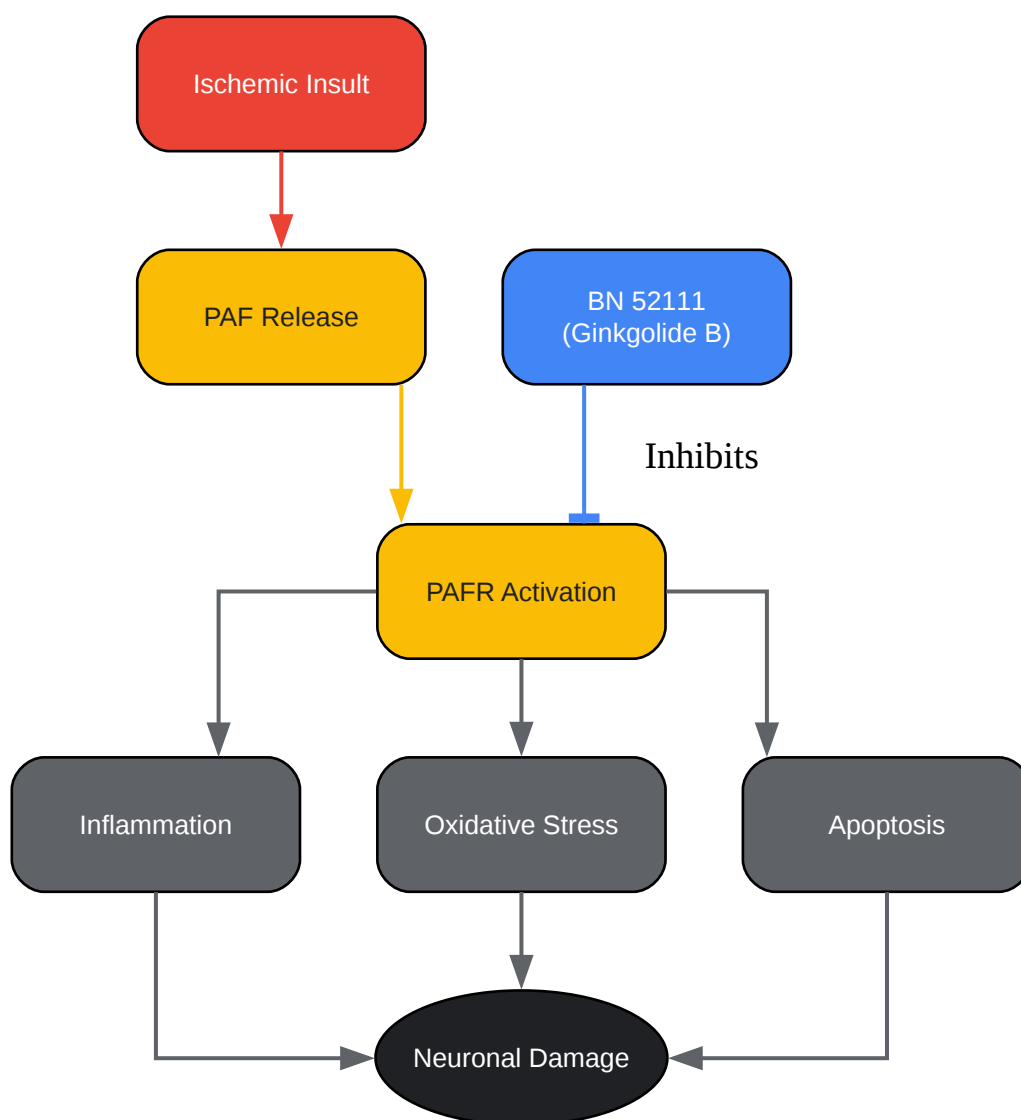 Ischemic Insult
PAF Release
BN 52111
(Ginkgolide B)
Inhibits
PAFR Activation
Inflammation
Oxidative Stress
Apoptosis
Neuronal Damage